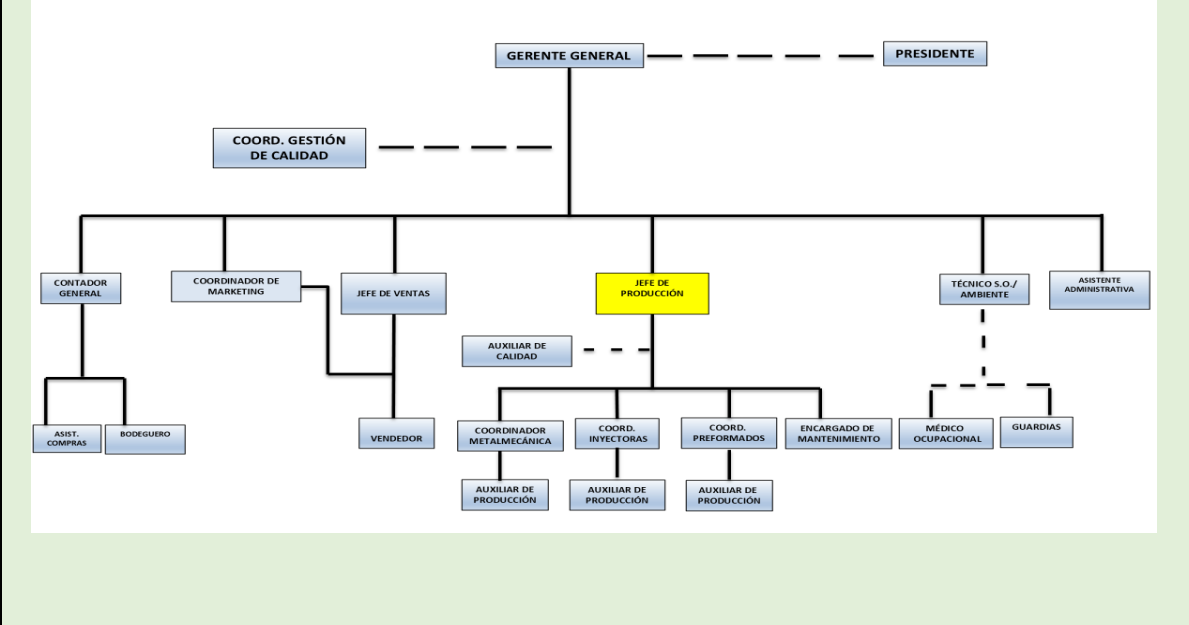 GERENTE GENERAL
PRESIDENTE
COORD. GESTIÓN
DE CALIDAD
CONTADOR
GENERAL
COORDINADOR DE
MARKETING
JEFE DE VENTAS
JEFE DE
PRODUCCIÓN
TÉCNICO S.O./
AMBIENTE
ASISTENTE
ADMINISTRATIVA
AUXILIAR DE
CALIDAD
ASIST.
COMPRAS
BODEGUERO
VENDEDOR
COORDINADOR
METALMECÁNICA
COORD.
INYECTORAS
COORD.
PREFORMADOS
ENCARGADO DE
MANTENIMIENTO
MÉDICO
OCUPACIONAL
GUARDIAS
AUXILIAR DE
PRODUCCIÓN
AUXILIAR DE
PRODUCCIÓN
AUXILIAR DE
PRODUCCIÓN